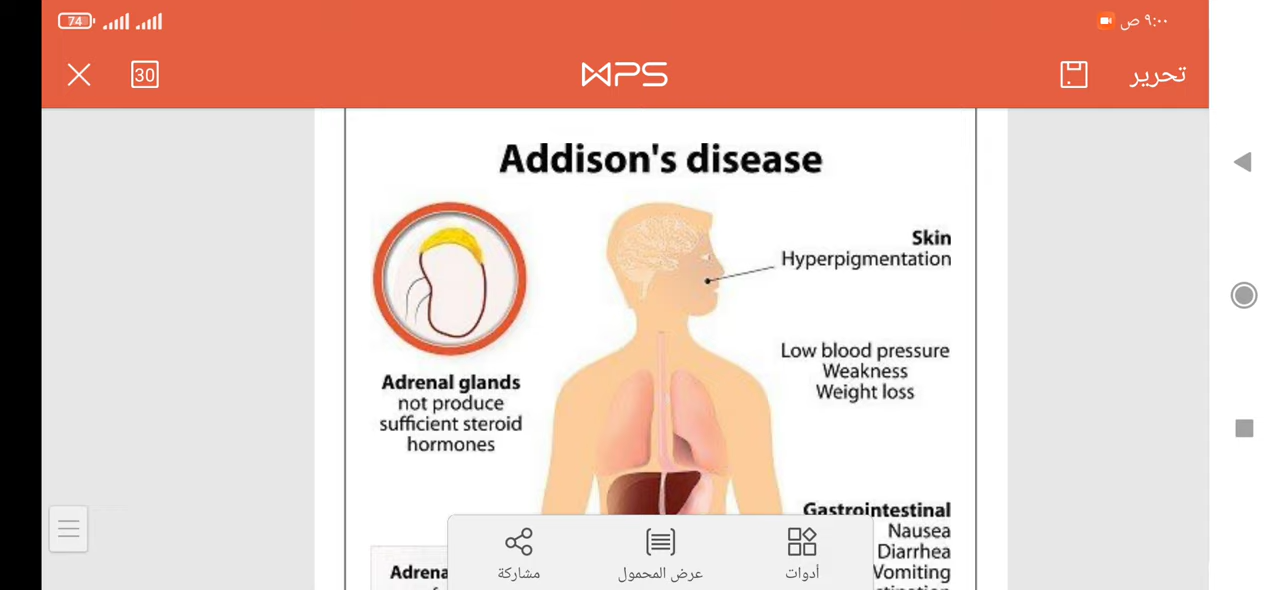 74
٩:٠٠ ص
30
WPS
تحرير
Addison's disease
Skin
Hyperpigmentation
Low blood pressure
Weakness
Weight loss
Adrenal glands
not produce
sufficient steroid
hormones
Gastrointestinal
Nausea
Diarrhea
Vomiting
مشاركة
عرض المحمول
أدوات